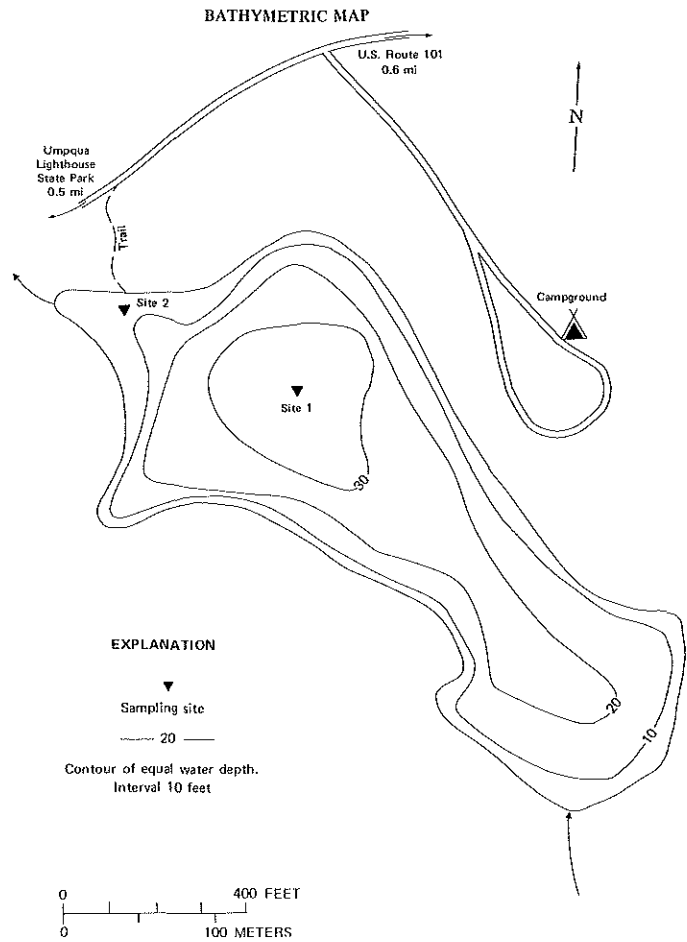 BATHYMETRIC MAP
U.S. Route 101
0.6 mi
N
Umpqua
Lighthouse
State Park
0.5 mi
Trail
Site 2
Campground
Site 1
30
EXPLANATION
Sampling site
20
Contour of equal water depth.
Interval 10 feet
20
10
0 400 FEET
0 100 METERS